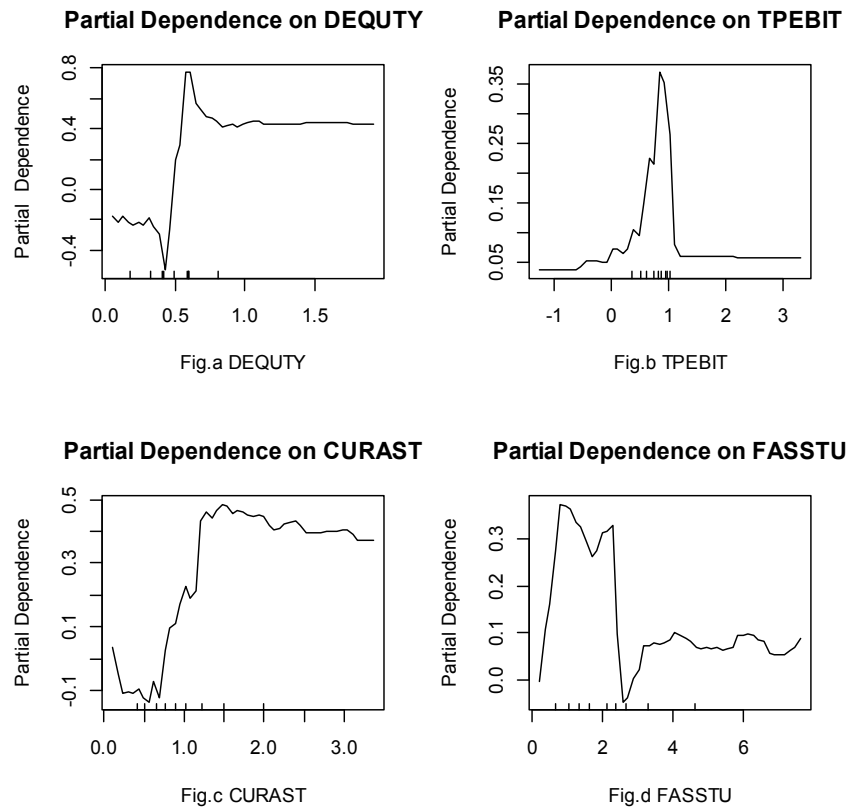 Partial Dependence on DEQUTY
Partial Dependence
-0.4 0.0 0.4 0.8
0.0 0.5 1.0 1.5
Fig.a DEQUTY
Partial Dependence on TPEBIT
Partial Dependence
0.05 0.15 0.25 0.35
-1 0 1 2 3
Fig.b TPEBIT
Partial Dependence on CURAST
Partial Dependence
-0.1 0.1 0.3 0.5
0.0 1.0 2.0 3.0
Fig.c CURAST
Partial Dependence on FASSTU
Partial Dependence
0.0 0.1 0.2 0.3
0 2 4 6
Fig.d FASSTU